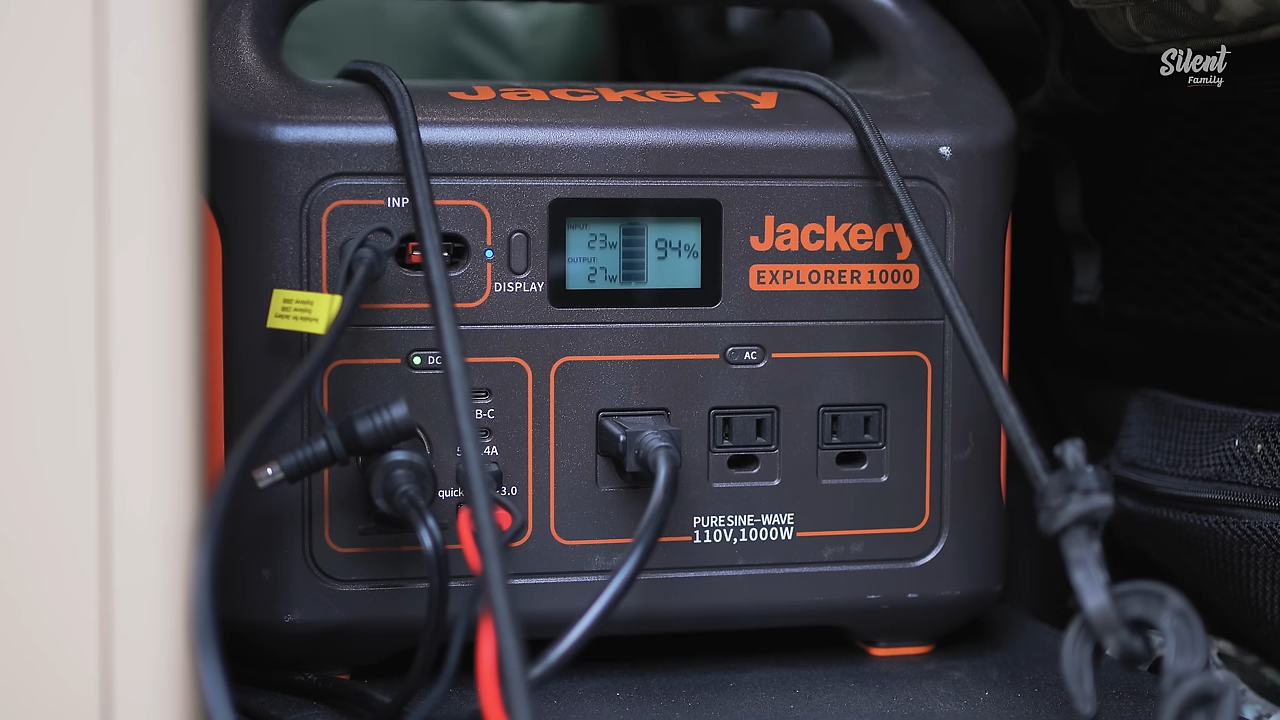 Silent
Family
Jackery
INP
INPUT
23w
94%
OUTPUT:
27w
DISPLAY
Jackery
EXPLORER 1000
DC
AC
B-C
4A
quick 3.0
PURE SINE-WAVE
110V,1000W